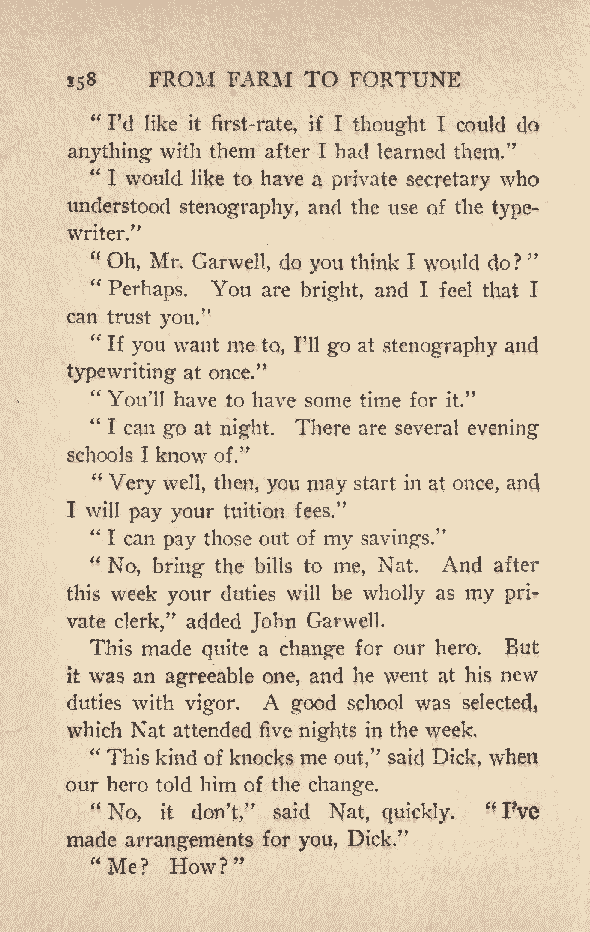 158 FROM FARM TO FORTUNE
“ I’d like it first-rate, if I thought I could do
anything with them after I had learned them.”
“ I would like to have a private secretary who
understood stenography, and the use of the type-
writer.”
“ Oh, Mr. Garwell, do you think I would do? ”
“ Perhaps. You are bright, and I feel that I
can trust you.”
“ If you want me to, I’ll go at stenography and
typewriting at once.”
“ You’ll have to have some time for it.”
“ I can go at night. There are several evening
schools I know of.”
“ Very well, then, you may start in at once, and
I will pay your tuition fees.”
“ I can pay those out of my savings.”
“ No, bring the bills to me, Nat. And after
this week your duties will be wholly as my pri-
vate clerk,” added John Garwell.
This made quite a change for our hero. But
it was an agreeable one, and he went at his new
duties with vigor. A good school was selected,
which Nat attended five nights in the week.
“ This kind of knocks me out,” said Dick, when
our hero told him of the change.
“ No, it don’t,” said Nat, quickly. “ I’ve
made arrangements for you, Dick.”
“ Me? How? ”